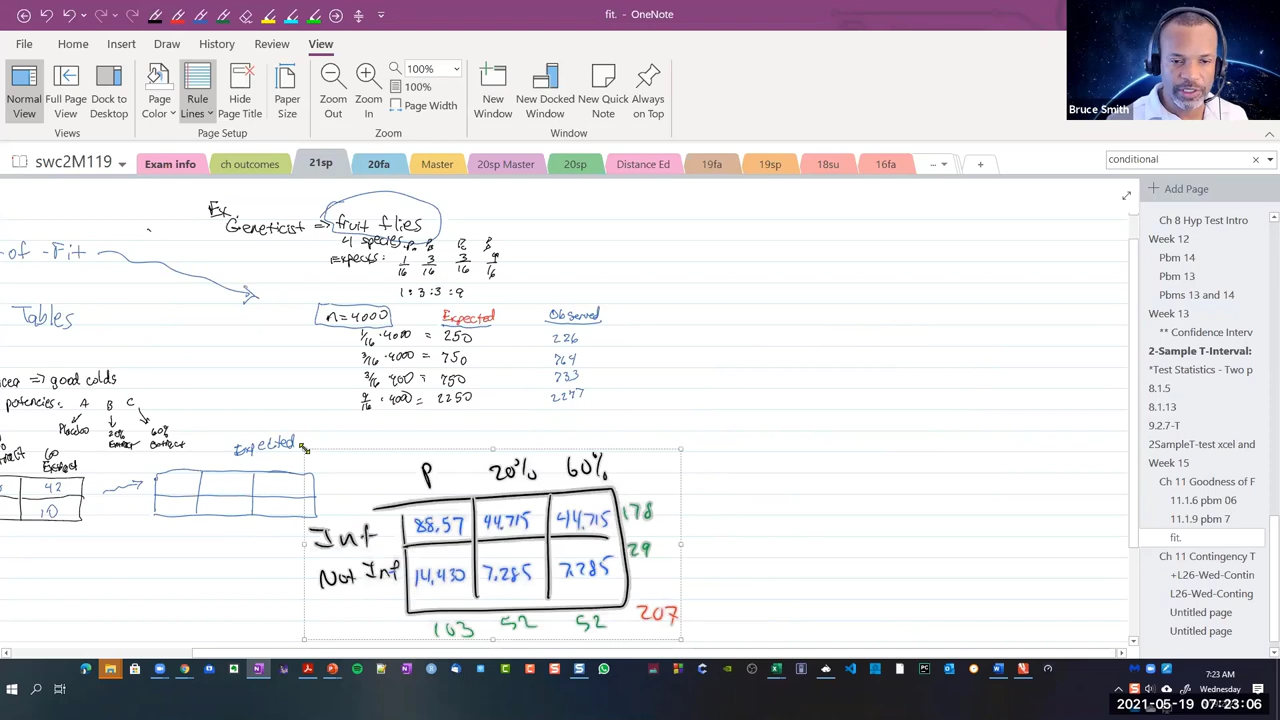 fit. - OneNote
File Home Insert Draw History Review View
Normal View
Full Page View
Dock to Desktop
Views
Page Color
Rule Lines
Hide Page Title
Paper Size
Page Setup
Zoom Out
Zoom In
100%
100%
Page Width
Zoom
New Window
New Docked Window
New Quick Note
Always on Top
Window
Bruce Smith
swc2M119
Exam info
ch outcomes
21sp
20fa
Master
20sp Master
20sp
Distance Ed
19fa
19sp
18su
16fa
...
conditional
Add Page
Ch 8 Hyp Test Intro
Week 12
Pbm 14
Pbm 13
Pbms 13 and 14
Week 13
** Confidence Interv
2-Sample T-Interval:
*Test Statistics - Two p
8.1.5
8.1.13
9.2.7-T
2SampleT-test xcel and
Week 15
Ch 11 Goodness of F
11.1.6 pbm 06
11.1.9 pbm 7
fit.
Ch 11 Contingency T
+L26-Wed-Contin
L26-Wed-Conting
Untitled page
Untitled page
Ex.
Geneticist => fruit flies
4 species
Expects: 1/16 3/16 3/16 9/16
1:3:3:9
n=4000 Expected Observed
1/16 · 4000 = 250 226
3/16 · 4000 = 750 764
3/16 · 400 = 750 733
9/16 · 4000 = 2250 2277
-of -Fit
Tables
=> good colds
potencies: A B C
Placebo 20% Extract 60% Extract
60 Extract
42
10
Expected
P 20% 60%
Inf 88.57 44.715 44.715 178
Not Inf 14.430 7.285 7.285 29
103 52 52 207
7:23 AM
Wednesday
2021-05-19 07:23:06